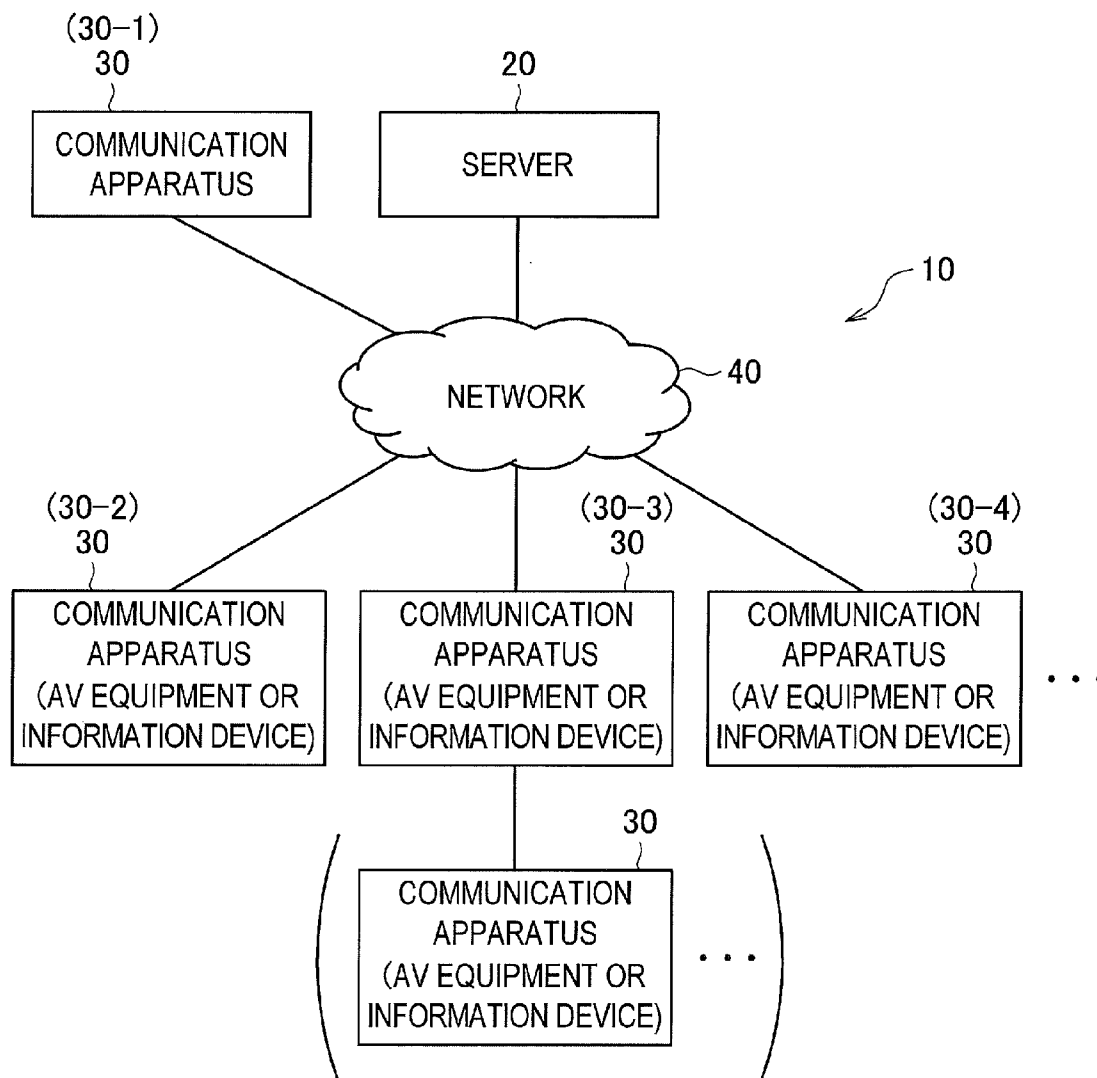 (30-1)
30
20
COMMUNICATION
APPARATUS
SERVER
10
NETWORK
40
(30-2)
30
(30-3)
30
(30-4)
30
COMMUNICATION
APPARATUS
(AV EQUIPMENT OR
INFORMATION DEVICE)
COMMUNICATION
APPARATUS
(AV EQUIPMENT OR
INFORMATION DEVICE)
COMMUNICATION
APPARATUS
(AV EQUIPMENT OR
INFORMATION DEVICE)
...
30
COMMUNICATION
APPARATUS
(AV EQUIPMENT OR
INFORMATION DEVICE)
...